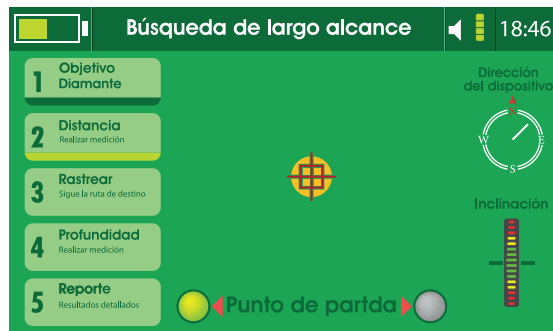 Búsqueda de largo alcance
18:46
1
Objetivo
Diamante
2
Distancia
Realizar medición
3
Rastrear
Sigue la ruta de destino
4
Profundidad
Realizar medición
5
Reporte
Resultados detallados
Punto de partda
Dirección
del dispositivo
N
W
E
S
Inclinación